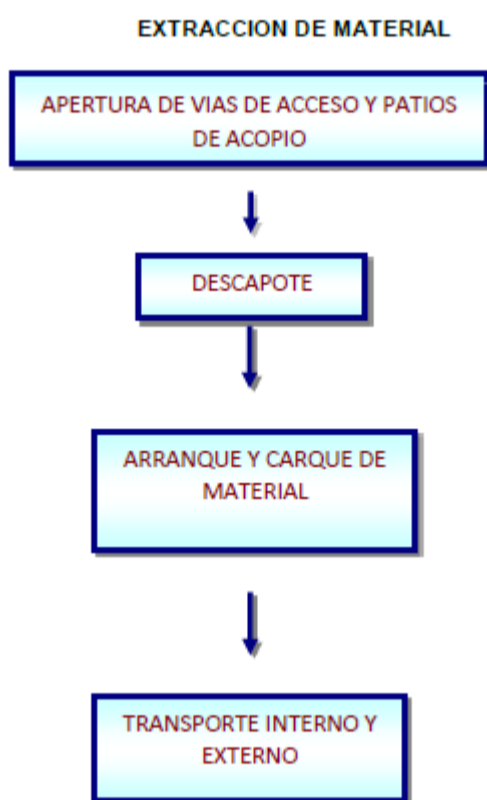 EXTRACCION DE MATERIAL
APERTURA DE VIAS DE ACCESO Y PATIOS
DE ACOPIO
DESCAPOTE
ARRANQUE Y CARQUE DE
MATERIAL
TRANSPORTE INTERNO Y
EXTERNO